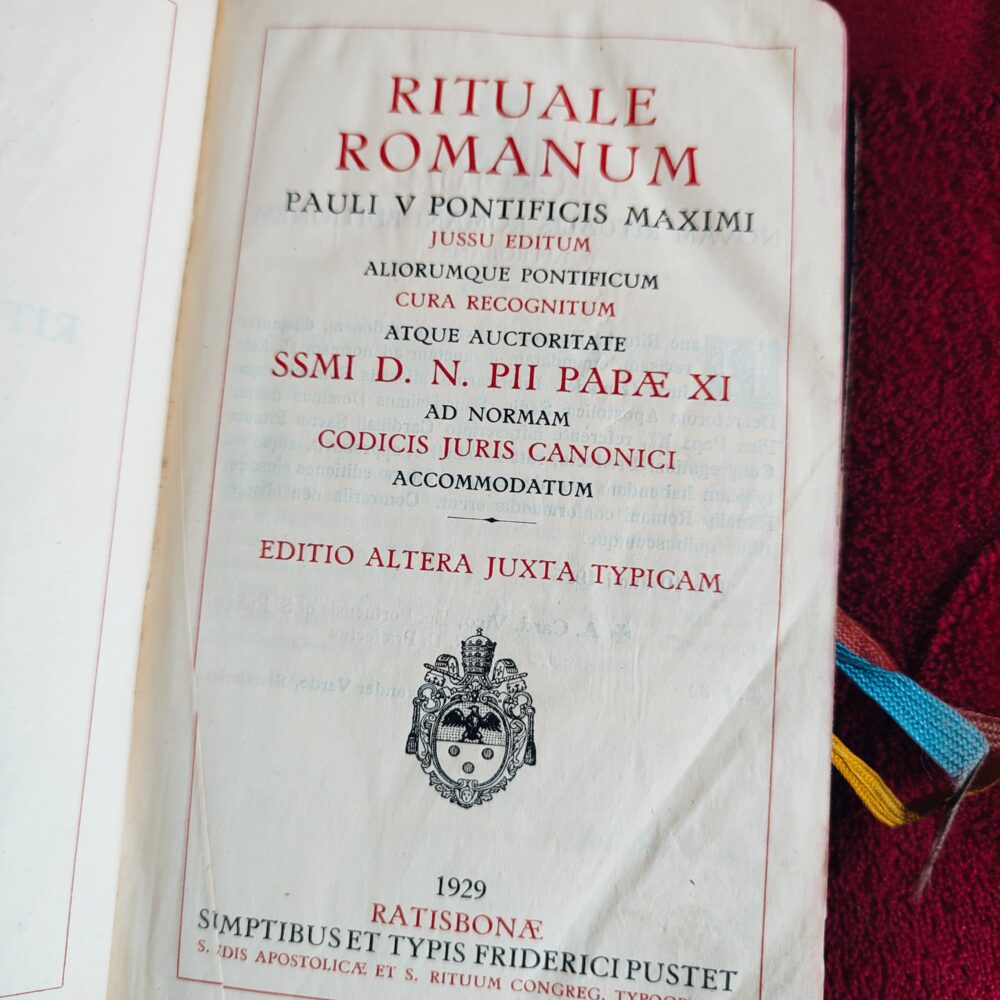 RITUALE
ROMANUM
PAULI V PONTIFICIS MAXIMI
JUSSU EDITUM
ALIORUMQUE PONTIFICUM
CURA RECOGNITUM
ATQUE AUCTORITATE
SSMI D. N. PII PAPÆ XI
AD NORMAM
CODICIS JURIS CANONICI
ACCOMMODATUM
EDITIO ALTERA JUXTA TYPICAM
1929
RATISBONÆ
SUMPTIBUS ET TYPIS FRIDERICI PUSTET
APOSTOLICÆ ET S. RITUUM CONGREG.